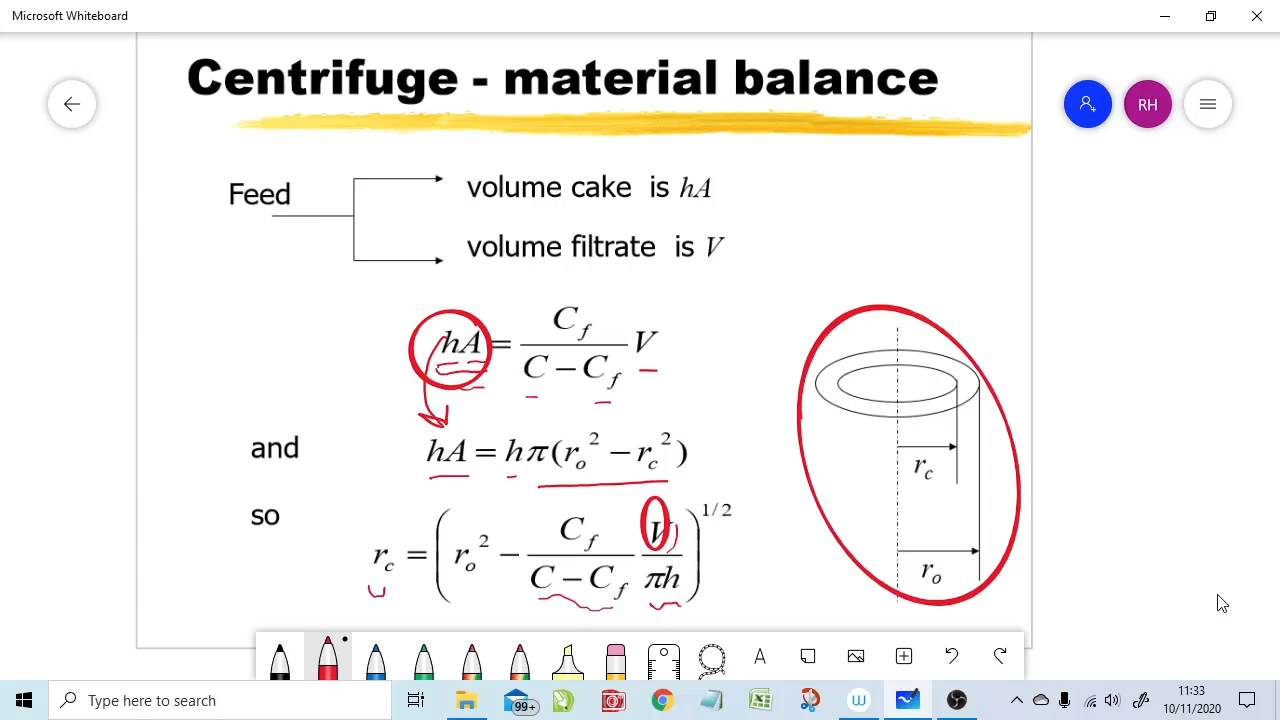 Microsoft Whiteboard
Centrifuge - material balance
RH
Feed
volume cake is hA
volume filtrate is V
hA = C_f / (C − C_f) V
and
hA = hπ(r_o² − r_c²)
so
r_c = (r_o² − C_f / (C − C_f) V / πh)^1/2
r_c
r_o
A
99+
Type here to search
11:33
10/11/2020